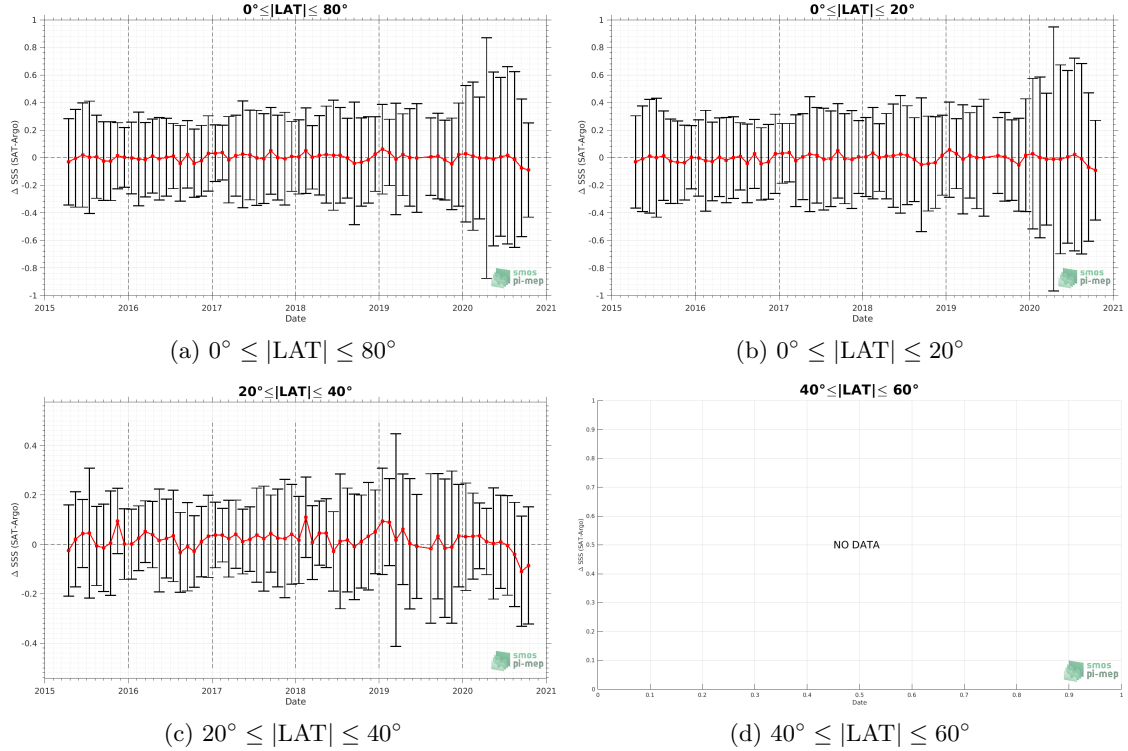 0°≤|LAT|≤ 80°
1
0.8
0.6
0.4
0.2
0
-0.2
-0.4
-0.6
-0.8
-1
Δ SSS (SAT-Argo)
2015 2016 2017 2018 2019 2020 2021
Date
smos
pi-mep
(a) 0° ≤ |LAT| ≤ 80°
0°≤|LAT|≤ 20°
1
0.8
0.6
0.4
0.2
0
-0.2
-0.4
-0.6
-0.8
-1
Δ SSS (SAT-Argo)
2015 2016 2017 2018 2019 2020 2021
Date
smos
pi-mep
(b) 0° ≤ |LAT| ≤ 20°
20°≤|LAT|≤ 40°
0.4
0.2
0
-0.2
-0.4
Δ SSS (SAT-Argo)
2015 2016 2017 2018 2019 2020 2021
Date
smos
pi-mep
(c) 20° ≤ |LAT| ≤ 40°
40°≤|LAT|≤ 60°
1
0.9
0.8
0.7
0.6
0.5
0.4
0.3
0.2
0.1
0
Δ SSS (SAT-Argo)
NO DATA
0 0.1 0.2 0.3 0.4 0.5 0.6 0.7 0.8 0.9 1
Date
smos
pi-mep
(d) 40° ≤ |LAT| ≤ 60°